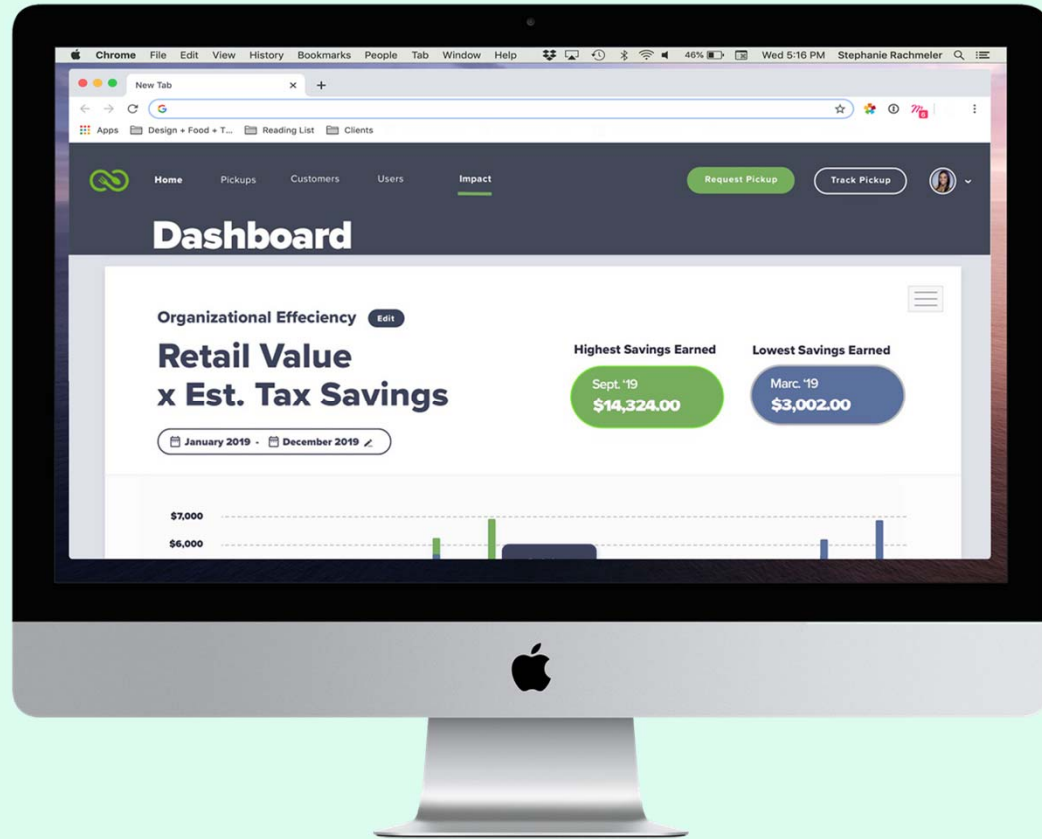 Chrome File Edit View History Bookmarks People Tab Window Help 46% Wed 5:16 PM Stephanie Rachmeler
New Tab
Apps Design + Food + T... Reading List Clients
Home Pickups Customers Users Impact Request Pickup Track Pickup
Dashboard
Organizational Effeciency Edit
Retail Value
x Est. Tax Savings
Highest Savings Earned Lowest Savings Earned
Sept. '19 Marc. '19
$14,324.00 $3,002.00
January 2019 - December 2019
$7,000
$6,000